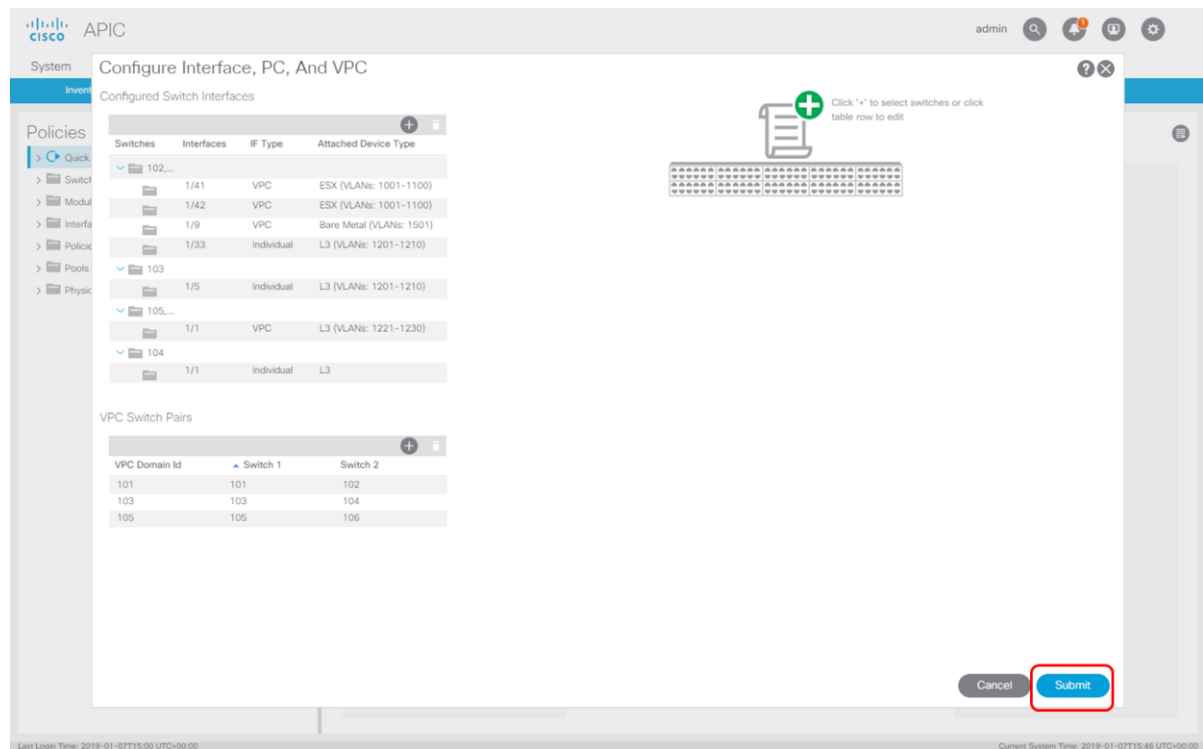 CISCO APIC
admin
1
System
Configure Interface, PC, And VPC
Invent
Configured Switch Interfaces
Click '+' to select switches or click
table row to edit
Policies
Quick
Switch
Modul
Interfa
Policie
Pools
Physic
Switches Interfaces IF Type Attached Device Type
102,...
1/41 VPC ESX (VLANs: 1001-1100)
1/42 VPC ESX (VLANs: 1001-1100)
1/9 VPC Bare Metal (VLANs: 1501)
1/33 Individual L3 (VLANs: 1201-1210)
103
1/5 Individual L3 (VLANs: 1201-1210)
105,...
1/1 VPC L3 (VLANs: 1221-1230)
104
1/1 Individual L3
VPC Switch Pairs
VPC Domain Id Switch 1 Switch 2
101 101 102
103 103 104
105 105 106
Cancel Submit
Last Login Time: 2019-01-07T15:00 UTC+00:00
Current System Time: 2019-01-07T15:46 UTC+00:00